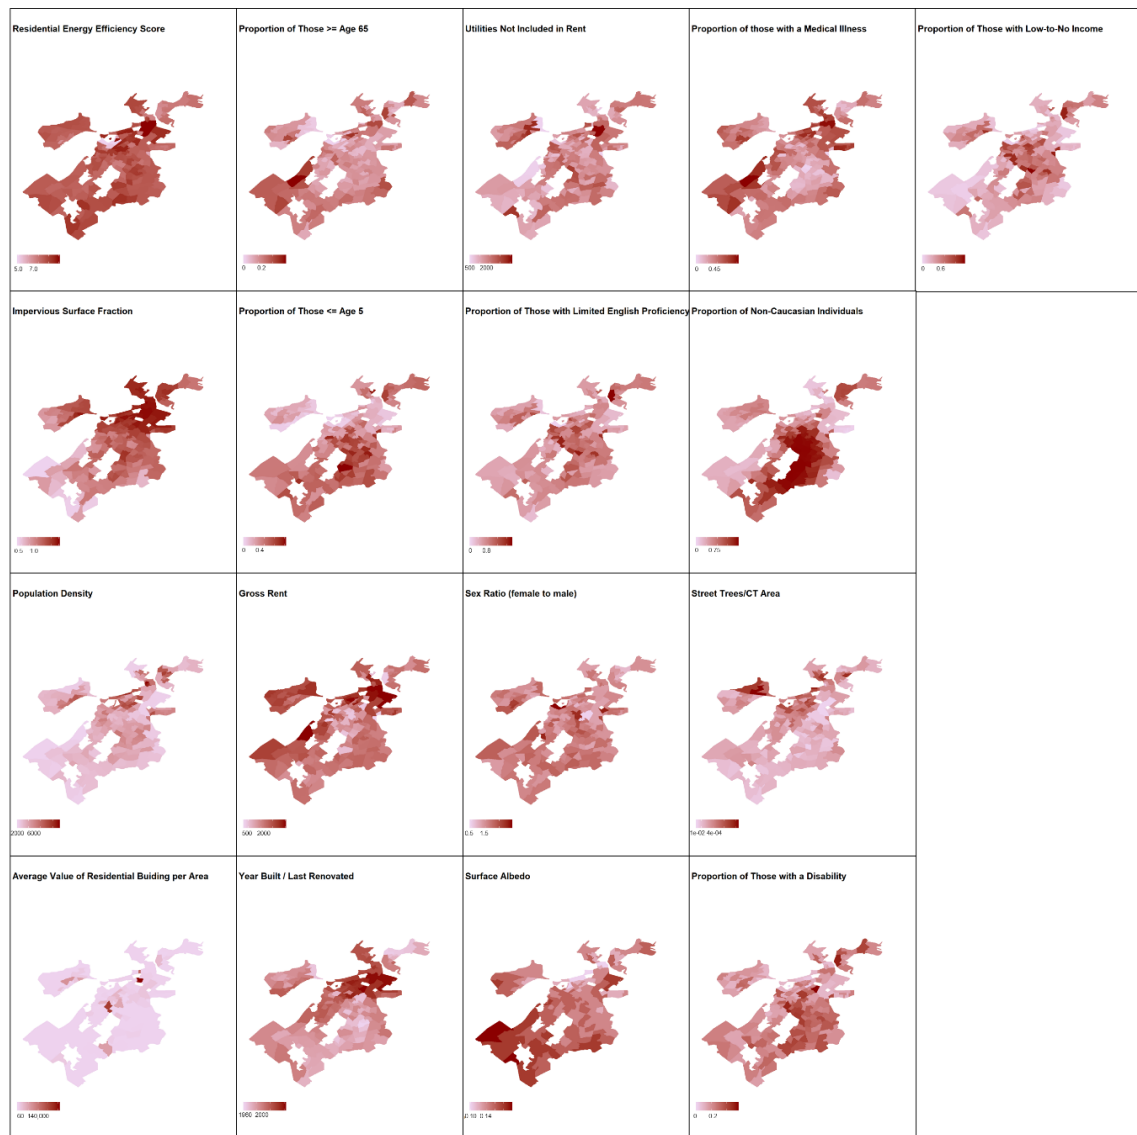 Residential Energy Efficiency Score
Proportion of Those >= Age 65
Utilities Not Included in Rent
Proportion of those with a Medical Illness
Proportion of Those with Low-to-No Income
5.0 7.0
0 0.2
500 2000
0 0.45
0 0.6
Impervious Surface Fraction
Proportion of Those <= Age 5
Proportion of Those with Limited English Proficiency
Proportion of Non-Caucasian Individuals
0.5 1.0
0 0.4
0 0.8
0 0.75
Population Density
Gross Rent
Sex Ratio (female to male)
Street Trees/CT Area
2000 6000
500 2000
0.5 1.5
1e-02 4e-04
Average Value of Residential Buiding per Area
Year Built / Last Renovated
Surface Albedo
Proportion of Those with a Disability
60 140,000
1980 2000
0.10 0.14
0 0.2